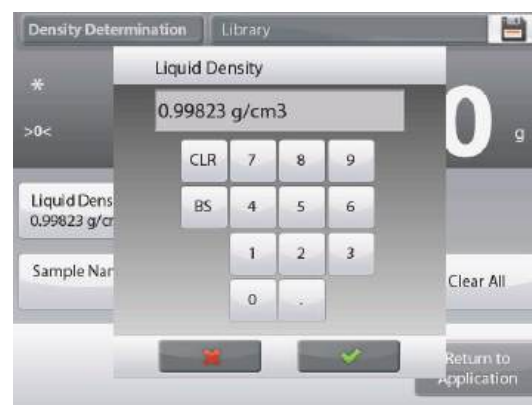 Density Determination
Library
Liquid Density
*
0.99823 g/cm3
>0<
0
g
CLR 7 8 9
Liquid Dens
0.99823 g/cr
BS 4 5 6
1 2 3
Sample Nar
Clear All
0 .
Return to
Application